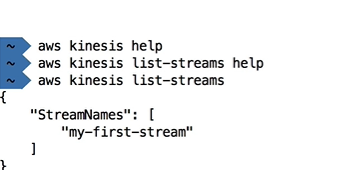 ~ aws kinesis help
~ aws kinesis list-streams help
~ aws kinesis list-streams
{
    "StreamNames": [
        "my-first-stream"
    ]
}